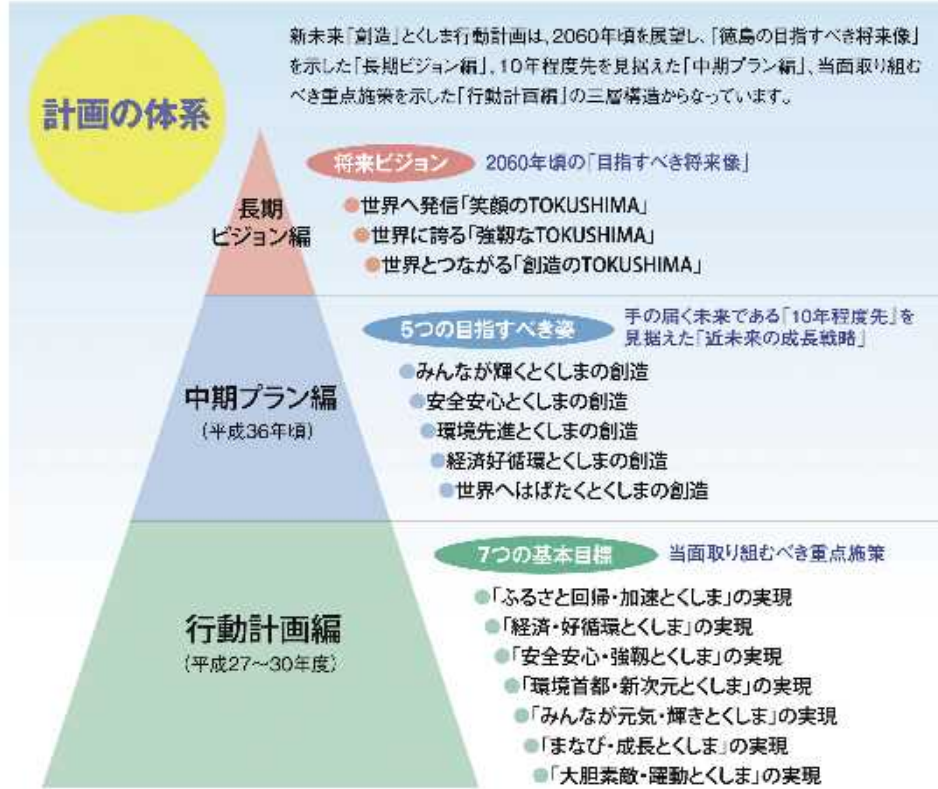 新未来「創造」とくしま行動計画は、2060年頃を展望し、「徳島の目指すべき将来像」
を示した「長期ビジョン編」、10年程度先を見据えた「中期プラン編」、当面取り組む
べき重点施策を示した「行動計画編」の三層構造からなっています。
計画の体系
長期
ビジョン編
将来ビジョン
2060年頃の「目指すべき将来像」
●世界へ発信「笑顔のTOKUSHIMA」
●世界に誇る「強靱なTOKUSHIMA」
●世界とつながる「創造のTOKUSHIMA」
中期プラン編
(平成36年頃)
5つの目指すべき姿
手の届く未来である「10年程度先」を
見据えた「近未来の成長戦略」
●みんなが輝くとくしまの創造
●安全安心とくしまの創造
●環境先進とくしまの創造
●経済好循環とくしまの創造
●世界へはばたくとくしまの創造
行動計画編
(平成27～30年度)
7つの基本目標
当面取り組むべき重点施策
●「ふるさと回帰・加速とくしま」の実現
●「経済・好循環とくしま」の実現
●「安全安心・強靱とくしま」の実現
●「環境首都・新次元とくしま」の実現
●「みんなが元気・輝きとくしま」の実現
●「まなび・成長とくしま」の実現
●「大胆素敵・躍動とくしま」の実現